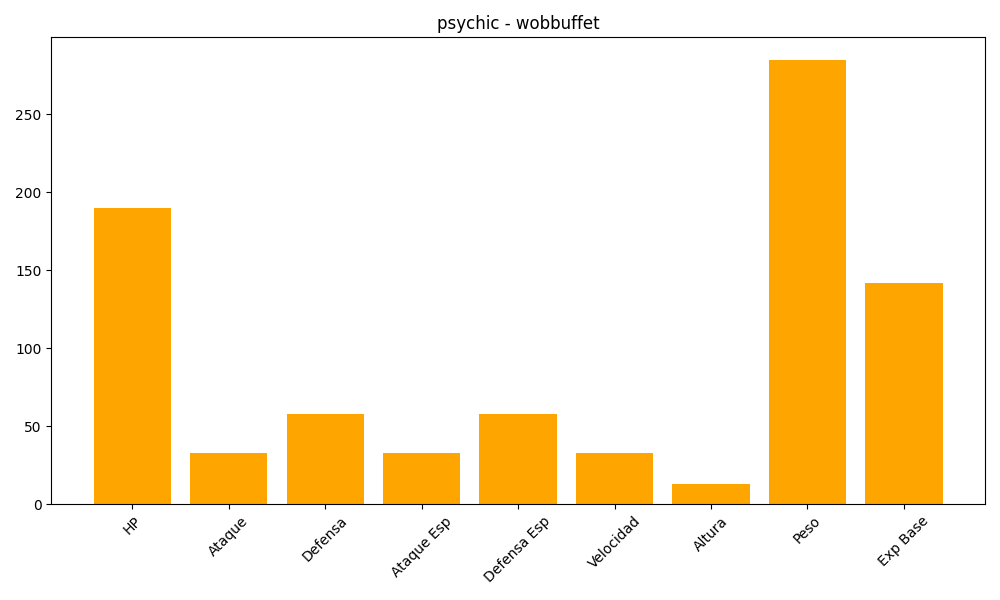 psychic - wobbuffet
250
200
150
100
50
0
HP
Ataque
Defensa
Ataque Esp
Defensa Esp
Velocidad
Altura
Peso
Exp Base